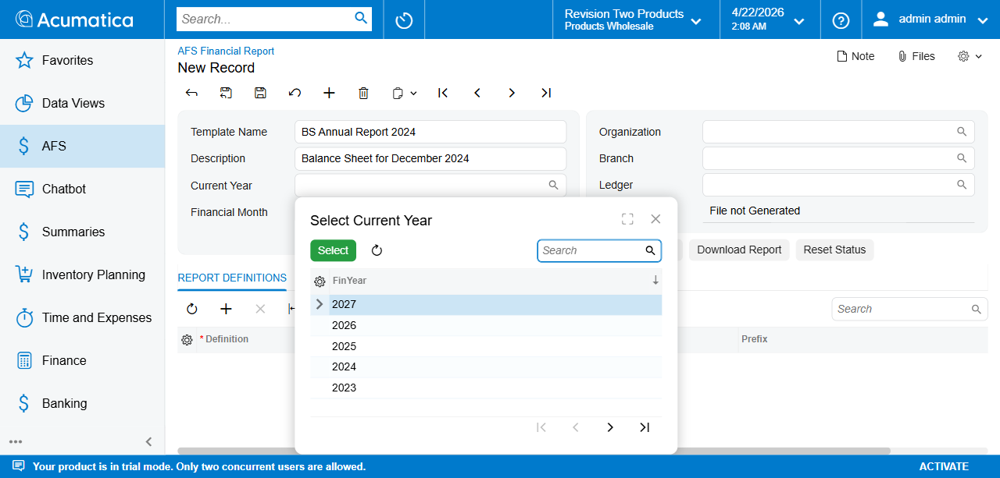 Acumatica
Search...
Revision Two Products
Products Wholesale
4/22/2026
2:08 AM
admin admin
Favorites
Data Views
AFS
Chatbot
Summaries
Inventory Planning
Time and Expenses
Finance
Banking
AFS Financial Report
New Record
Note
Files
Template Name
BS Annual Report 2024
Description
Balance Sheet for December 2024
Current Year
Financial Month
Organization
Branch
Ledger
File not Generated
Download Report
Reset Status
REPORT DEFINITIONS
Search
* Definition
Prefix
Select Current Year
Select
Search
FinYear
2027
2026
2025
2024
2023
Your product is in trial mode. Only two concurrent users are allowed.
ACTIVATE